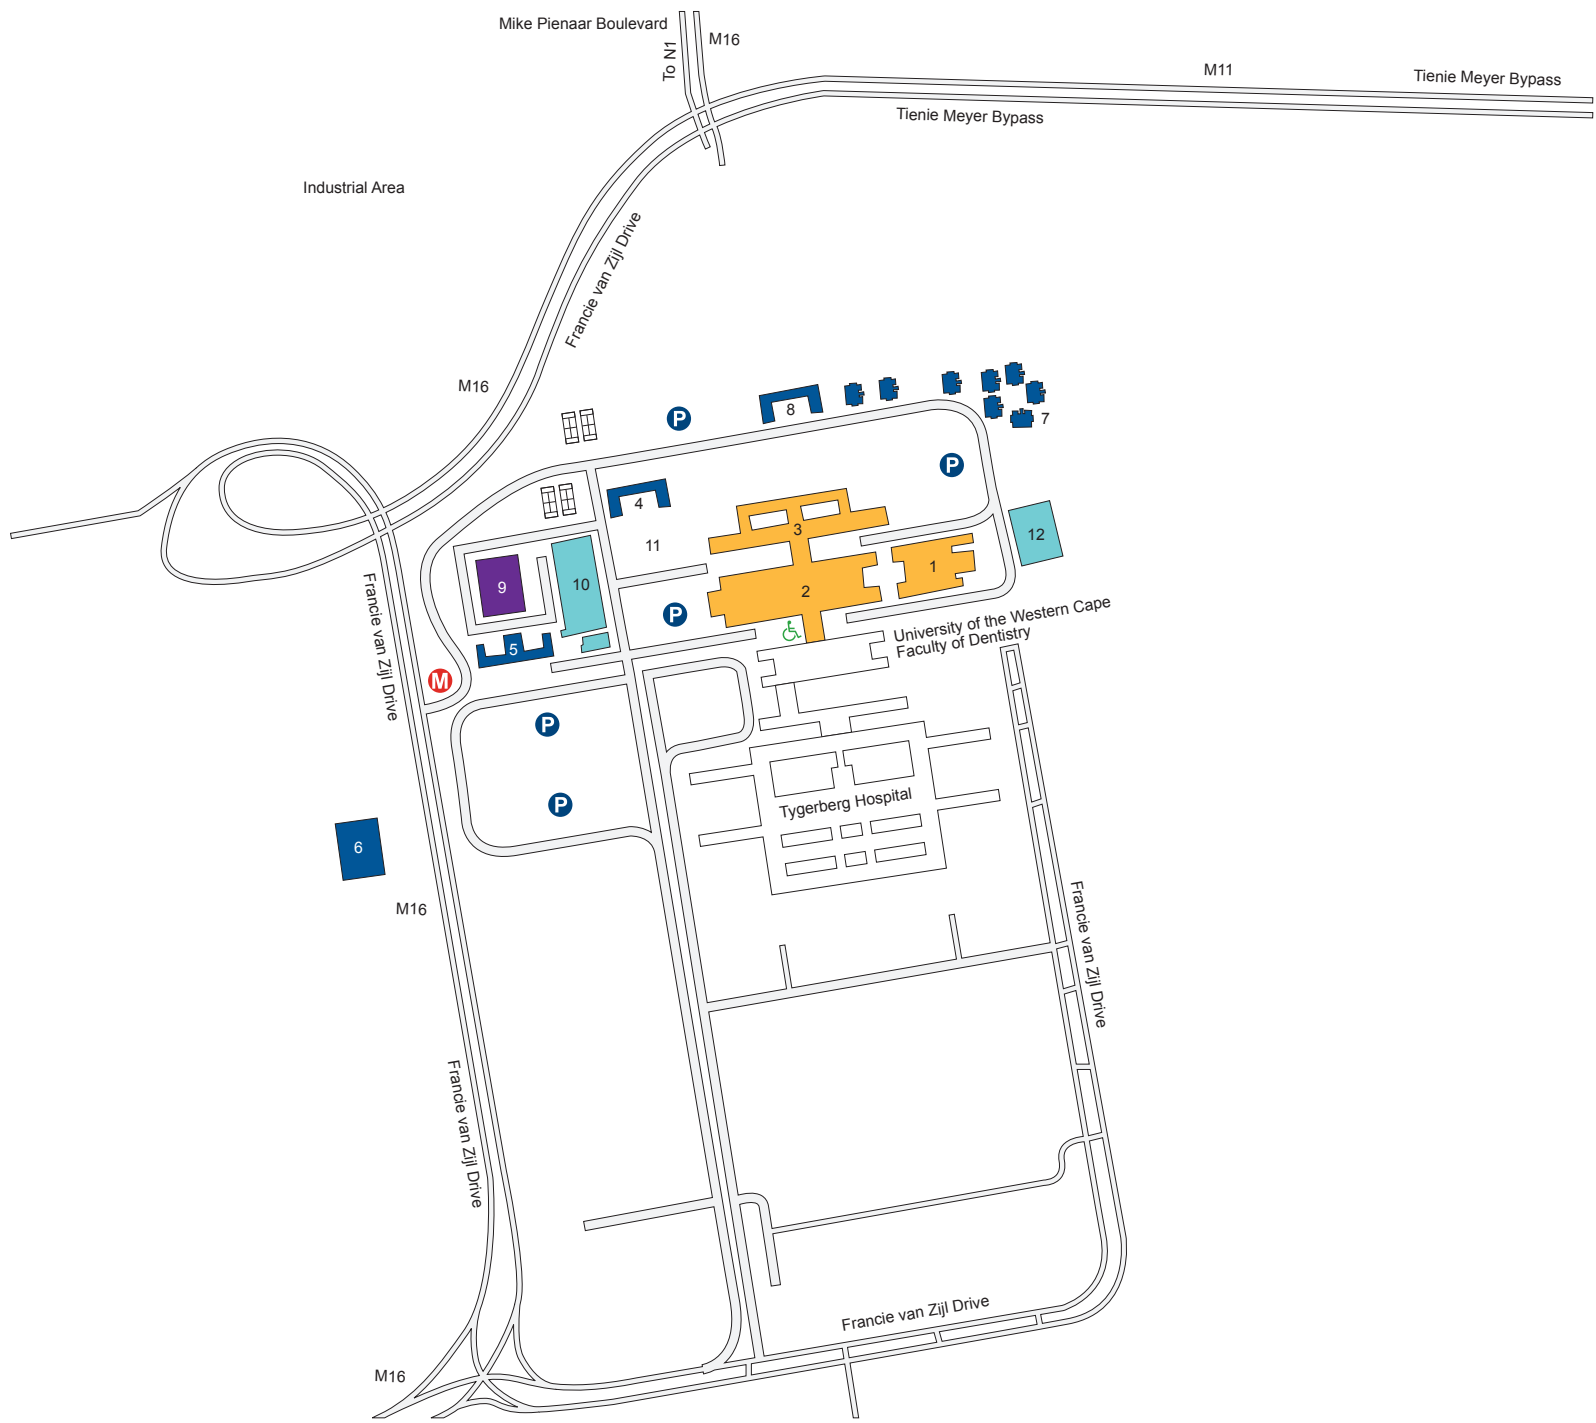 Mike Pienaar Boulevard
M16
To N1
M11
Tienie Meyer Bypass
Tienie Meyer Bypass
Industrial Area
Francie van Zijl Drive
M16
P
8
7
P
4
3
11
12
10
9
1
2
P
5
University of the Western Cape
Faculty of Dentistry
M
Francie van Zijl Drive
P
P
Tygerberg Hospital
6
M16
Francie van Zijl Drive
Francie van Zijl Drive
Francie van Zijl Drive
M16